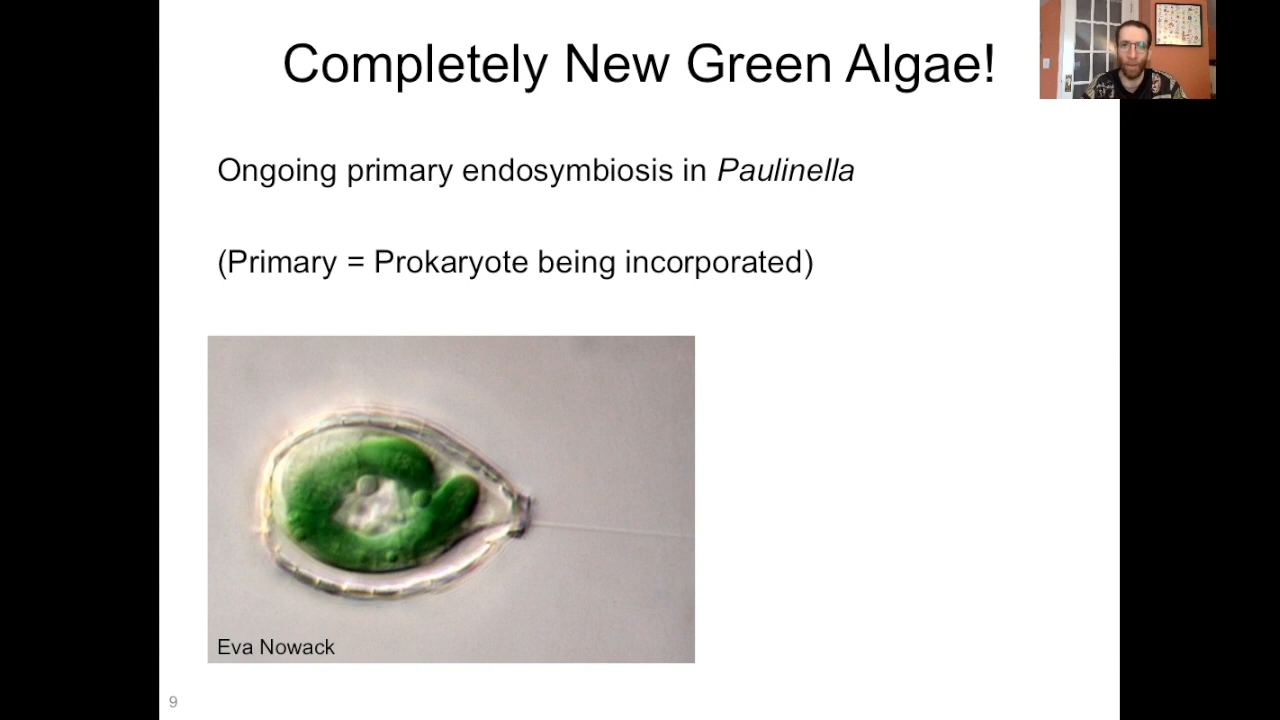 Completely New Green Algae!
Ongoing primary endosymbiosis in Paulinella
(Primary = Prokaryote being incorporated)
Eva Nowack
9